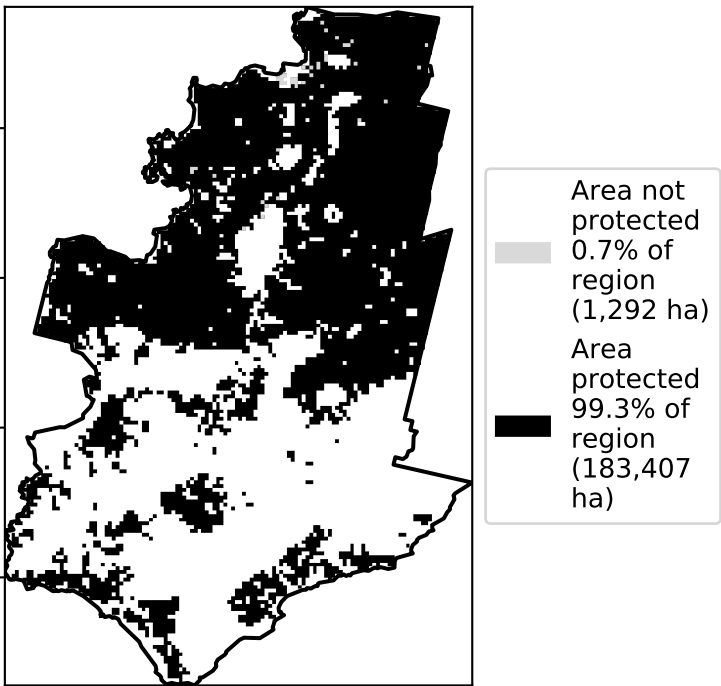 Area not
protected
0.7% of
region
(1,292 ha)
Area
protected
99.3% of
region
(183,407
ha)